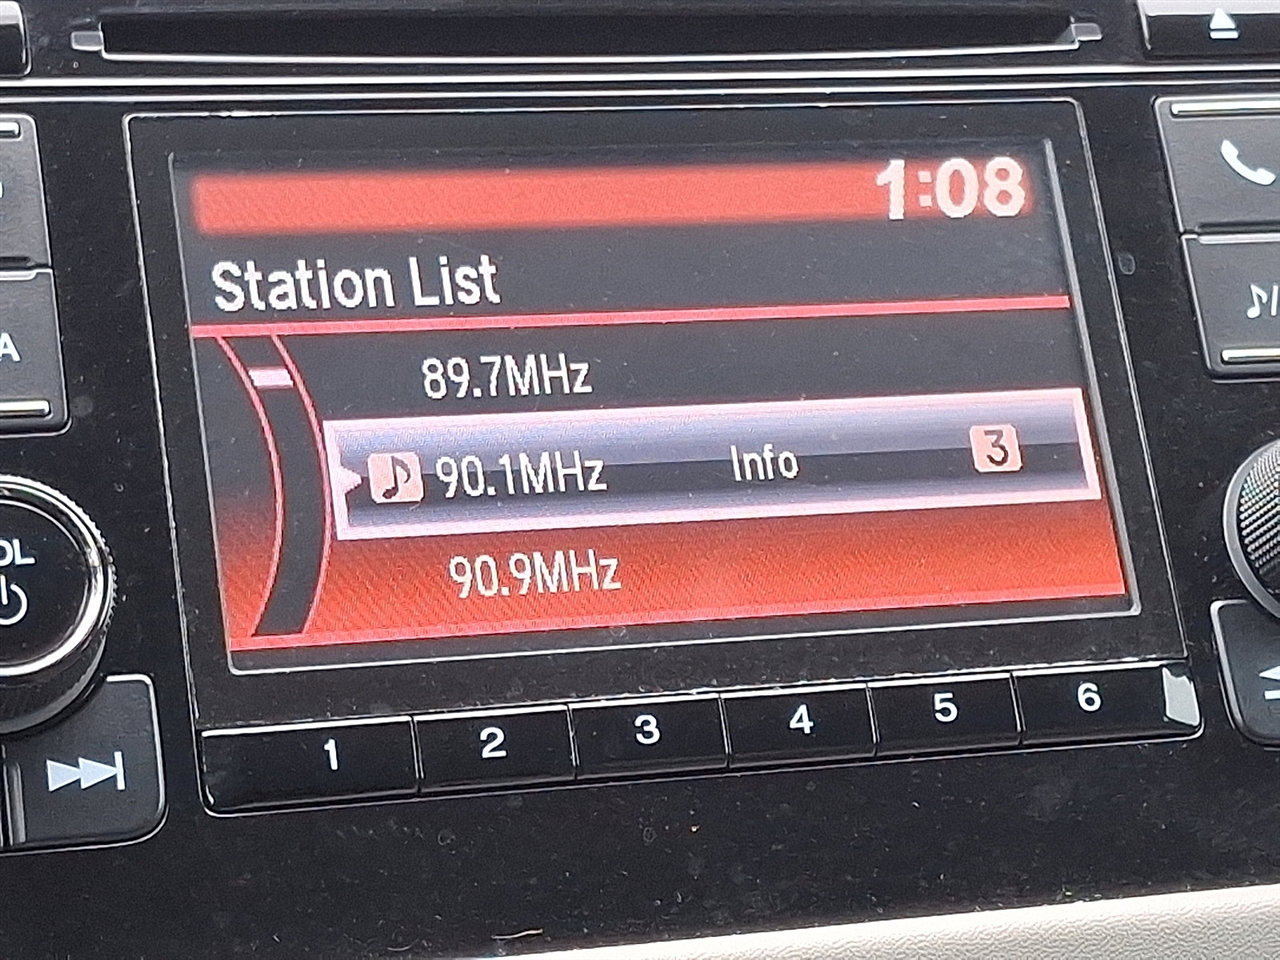 1:08
Station List
89.7MHz
90.1MHz Info 3
90.9MHz
1 2 3 4 5 6